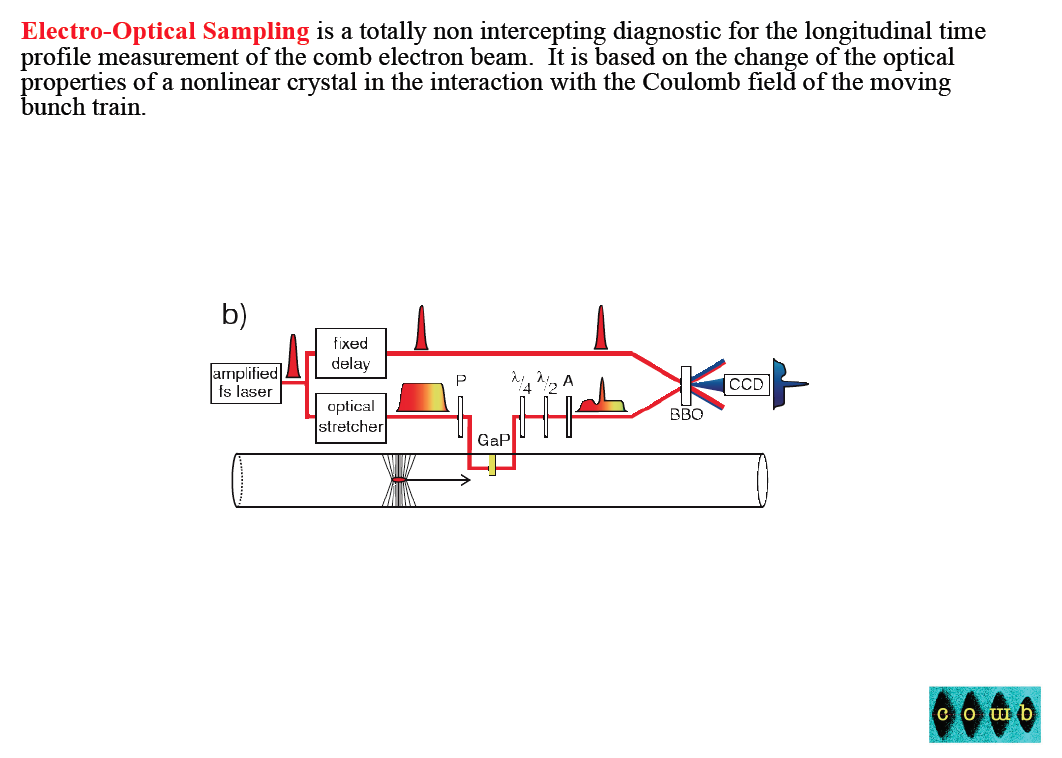 Electro-Optical Sampling is a totally non intercepting diagnostic for the longitudinal time
profile measurement of the comb electron beam. It is based on the change of the optical
properties of a nonlinear crystal in the interaction with the Coulomb field of the moving
bunch train.
b)
fixed
delay
amplified
fs laser
optical
stretcher
P
λ/4 λ/2 A
GaP
BBO
CCD
comb